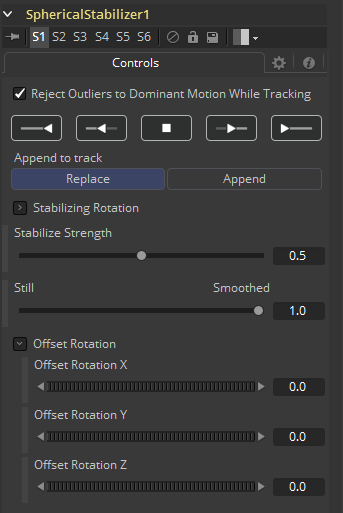 SphericalStabilizer1
S1 S2 S3 S4 S5 S6
Controls
Reject Outliers to Dominant Motion While Tracking
Append to track
Replace Append
Stabilizing Rotation
Stabilize Strength
0.5
Still Smoothed
1.0
Offset Rotation
Offset Rotation X
0.0
Offset Rotation Y
0.0
Offset Rotation Z
0.0